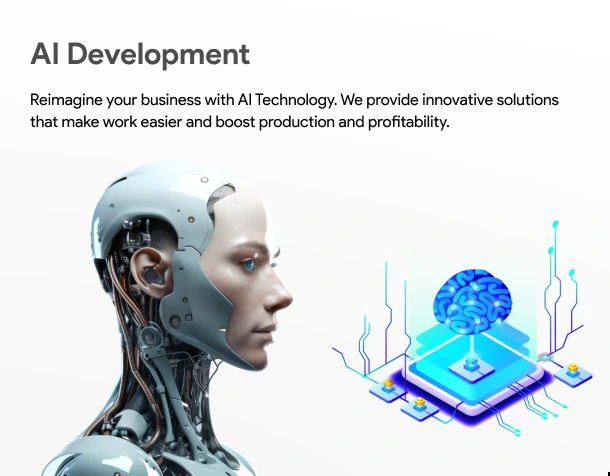 AI Development
Reimagine your business with AI Technology. We provide innovative solutions
that make work easier and boost production and profitability.